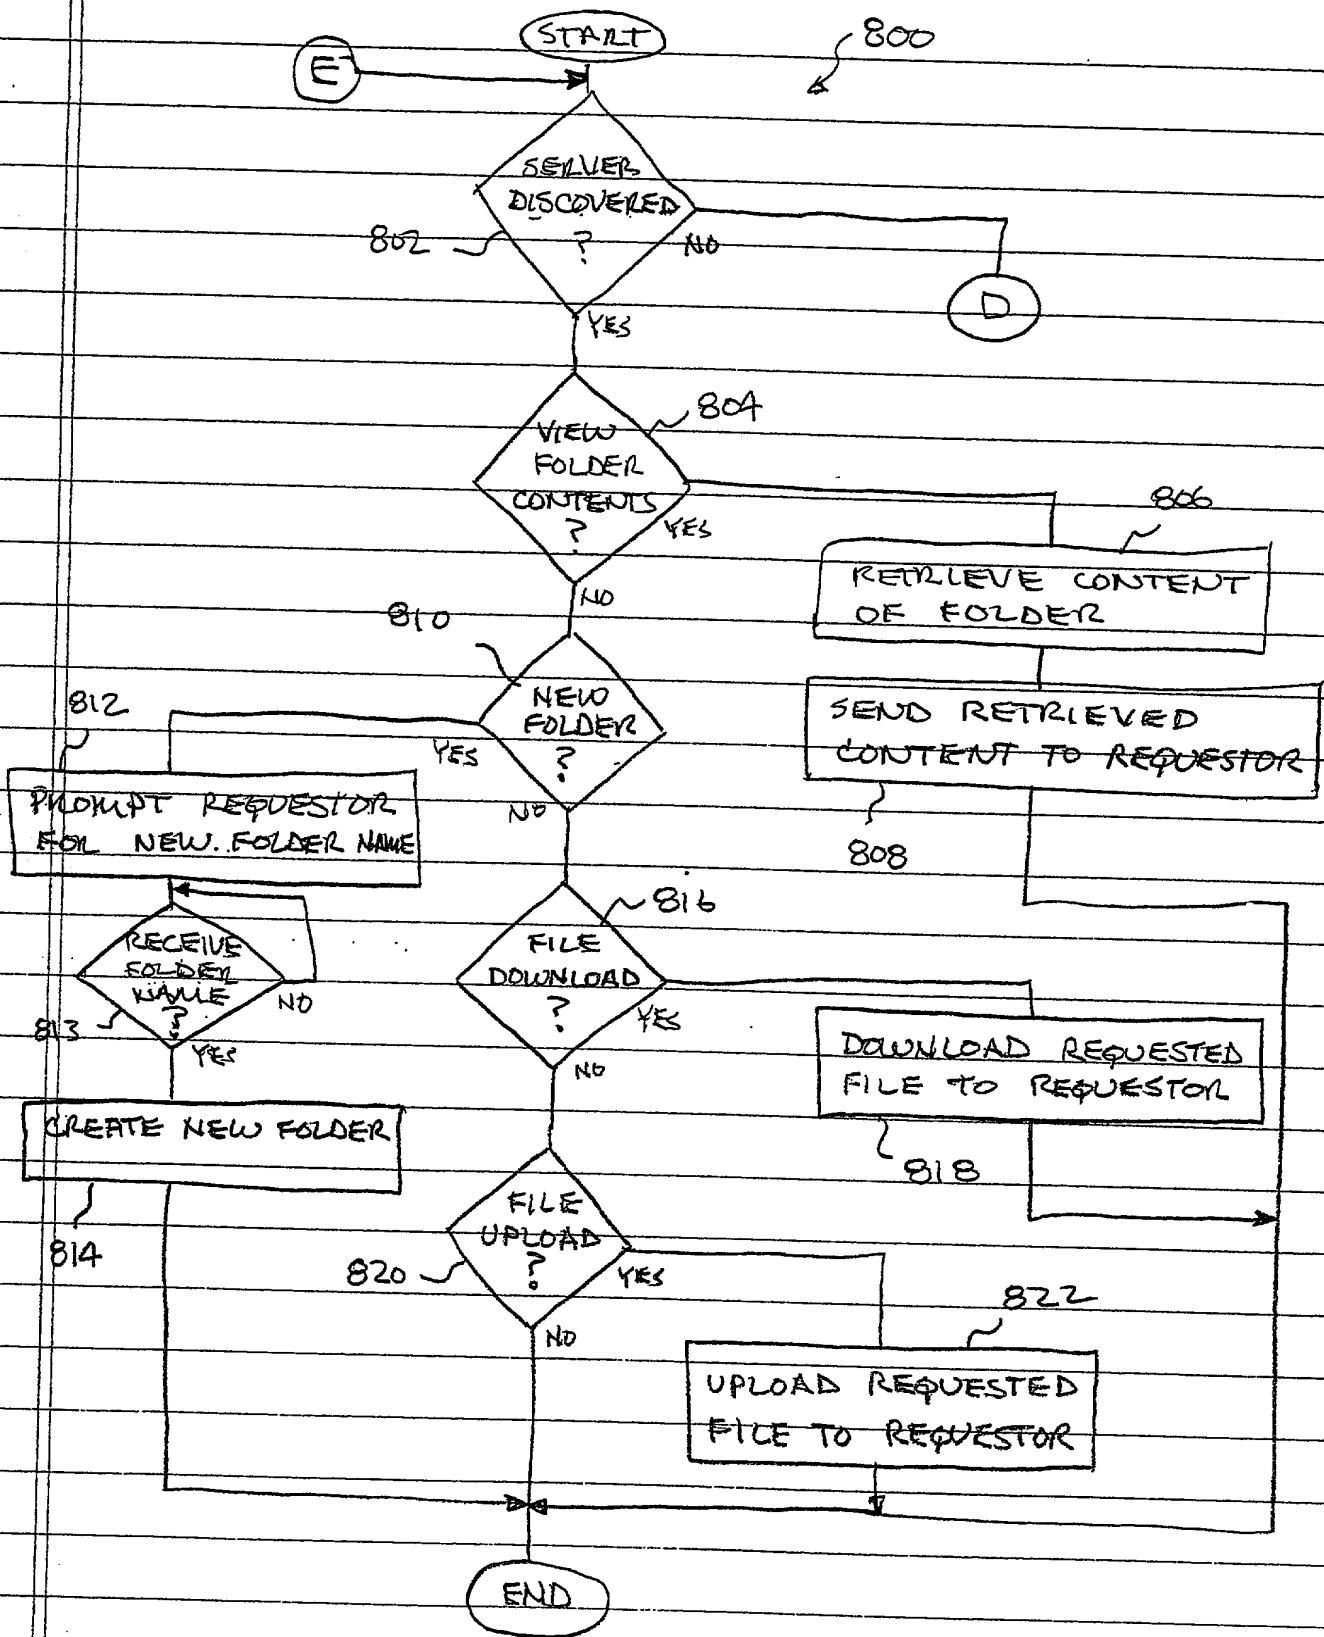 START
800
E
SERVER
DISCOVERED
?
802
NO
D
YES
804
VIEW
FOLDER
CONTENTS
?
YES
806
RETRIEVE CONTENT
OF FOLDER
NO
810
NEW
FOLDER
?
YES
812
SEND RETRIEVED
CONTENT TO REQUESTOR
808
PROMPT REQUESTOR
FOR NEW FOLDER NAME
NO
816
FILE
DOWNLOAD
?
YES
RECEIVE
FOLDER
NAME
?
NO
813
YES
DOWNLOAD REQUESTED
FILE TO REQUESTOR
818
NO
CREATE NEW FOLDER
814
FILE
UPLOAD
?
820
YES
822
UPLOAD REQUESTED
FILE TO REQUESTOR
NO
END